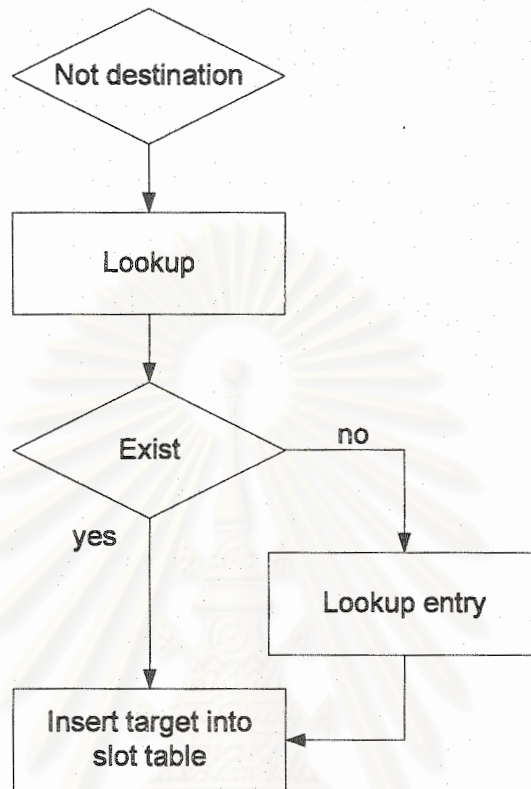 Not destination
Lookup
Exist
no
yes
Lookup entry
Insert target into
slot table